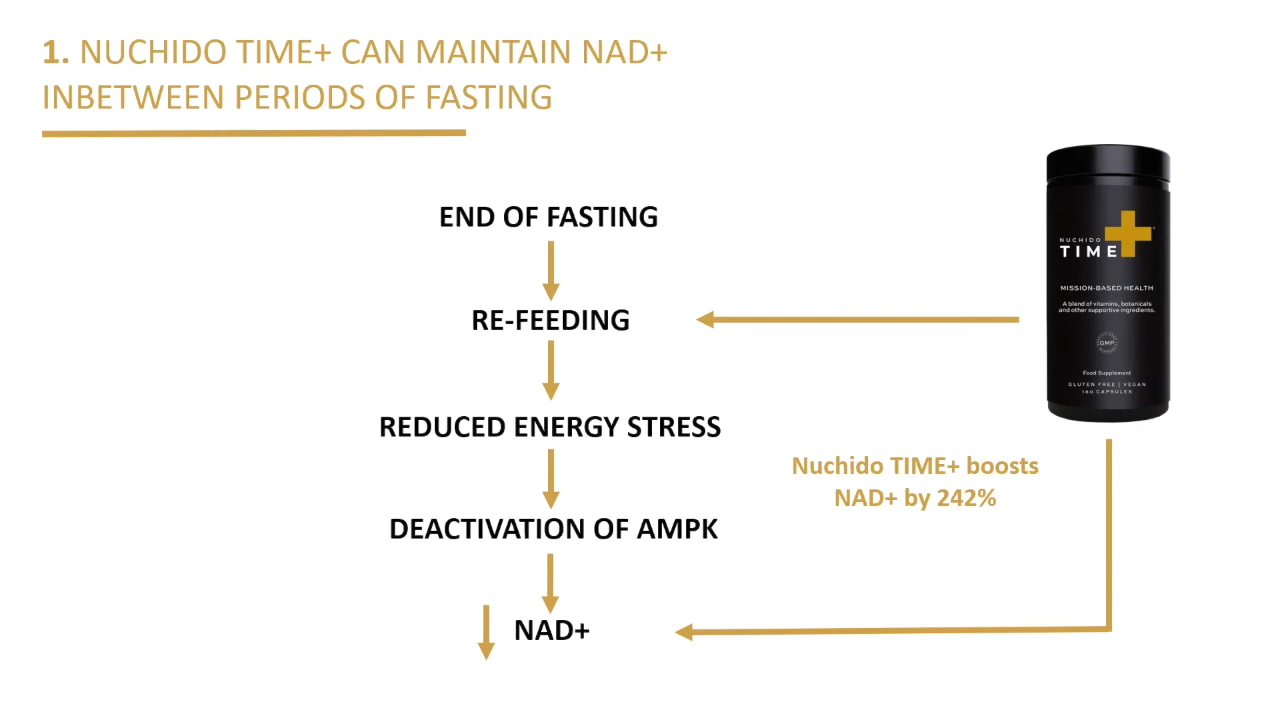 1. NUCHIDO TIME+ CAN MAINTAIN NAD+
INBETWEEN PERIODS OF FASTING
END OF FASTING
RE-FEEDING
REDUCED ENERGY STRESS
DEACTIVATION OF AMPK
NAD+
Nuchido TIME+ boosts
NAD+ by 242%
NUCHIDO
TIME
MISSION-BASED HEALTH
A blend of vitamins, botanicals
and other supportive ingredients.
GMP
Food Supplement
GLUTEN FREE | VEGAN
180 CAPSULES